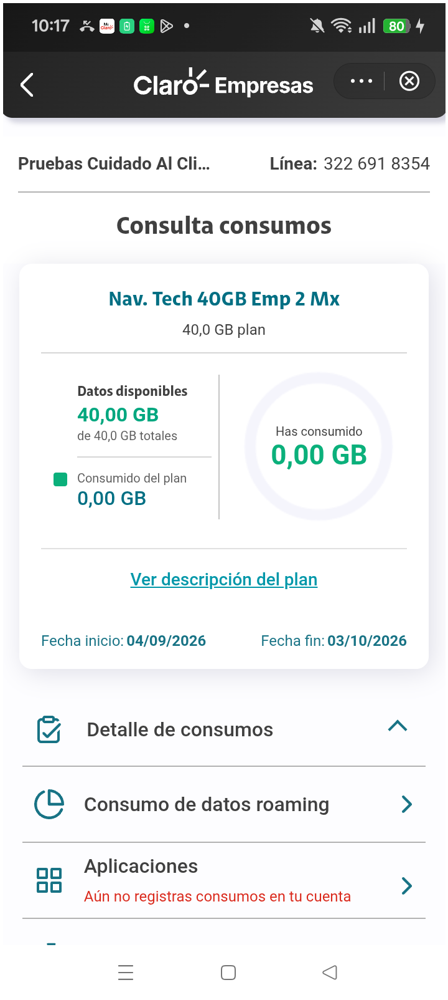 10:17
Mi Claro
80
Claro Empresas
Pruebas Cuidado Al Cli...
Línea: 322 691 8354
Consulta consumos
Nav. Tech 40GB Emp 2 Mx
40,0 GB plan
Datos disponibles
40,00 GB
de 40,0 GB totales
Consumido del plan
0,00 GB
Has consumido
0,00 GB
Ver descripción del plan
Fecha inicio: 04/09/2026
Fecha fin: 03/10/2026
Detalle de consumos
Consumo de datos roaming
Aplicaciones
Aún no registras consumos en tu cuenta